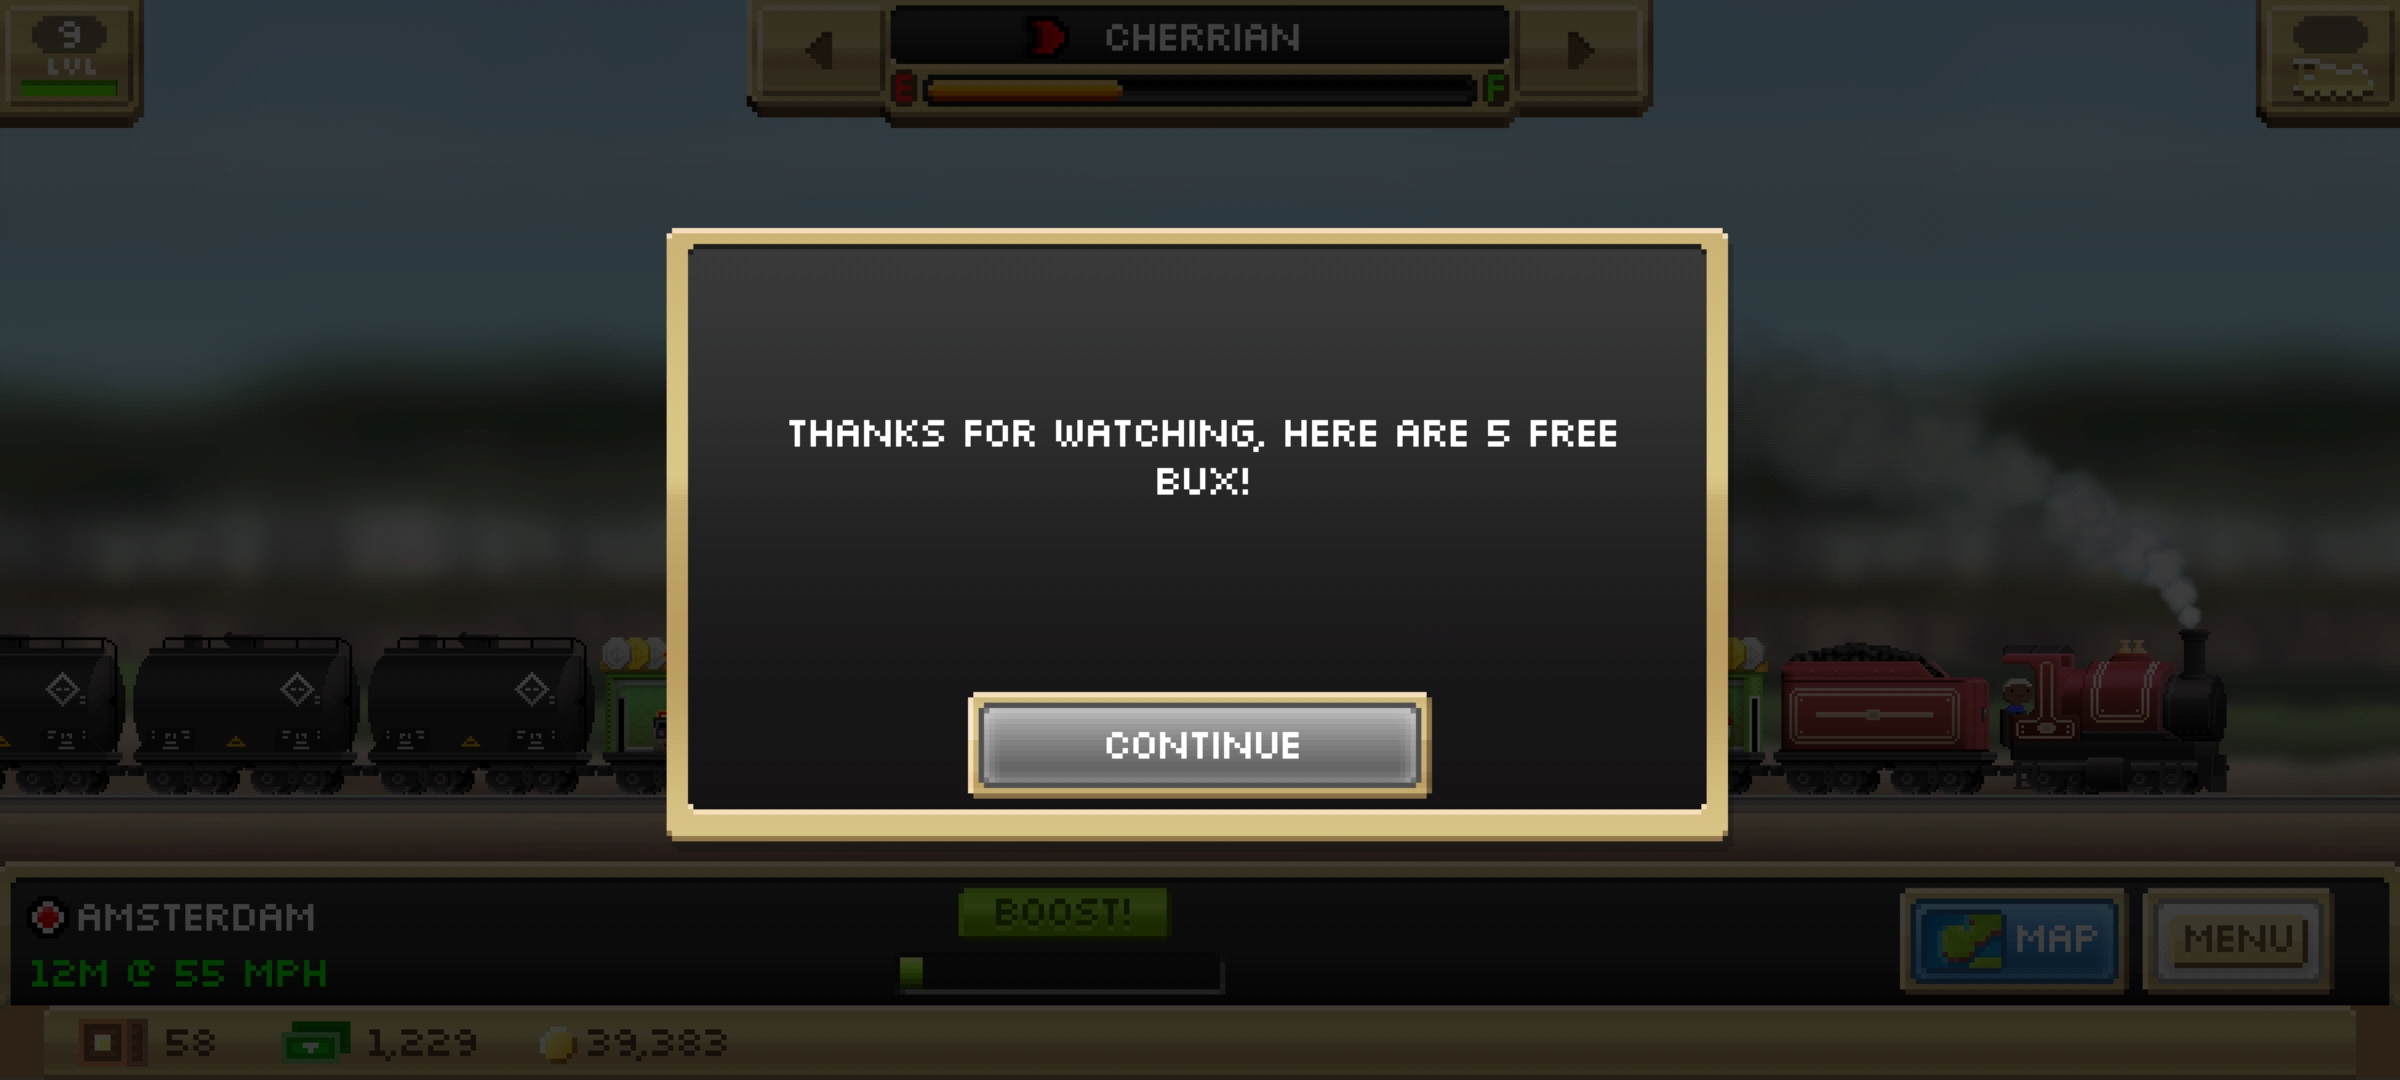 9
LVL
CHERRIAN
E
F
THANKS FOR WATCHING, HERE ARE 5 FREE
BUX!
CONTINUE
AMSTERDAM
12M @ 55 MPH
BOOST!
MAP
MENU
58
1,229
39,383